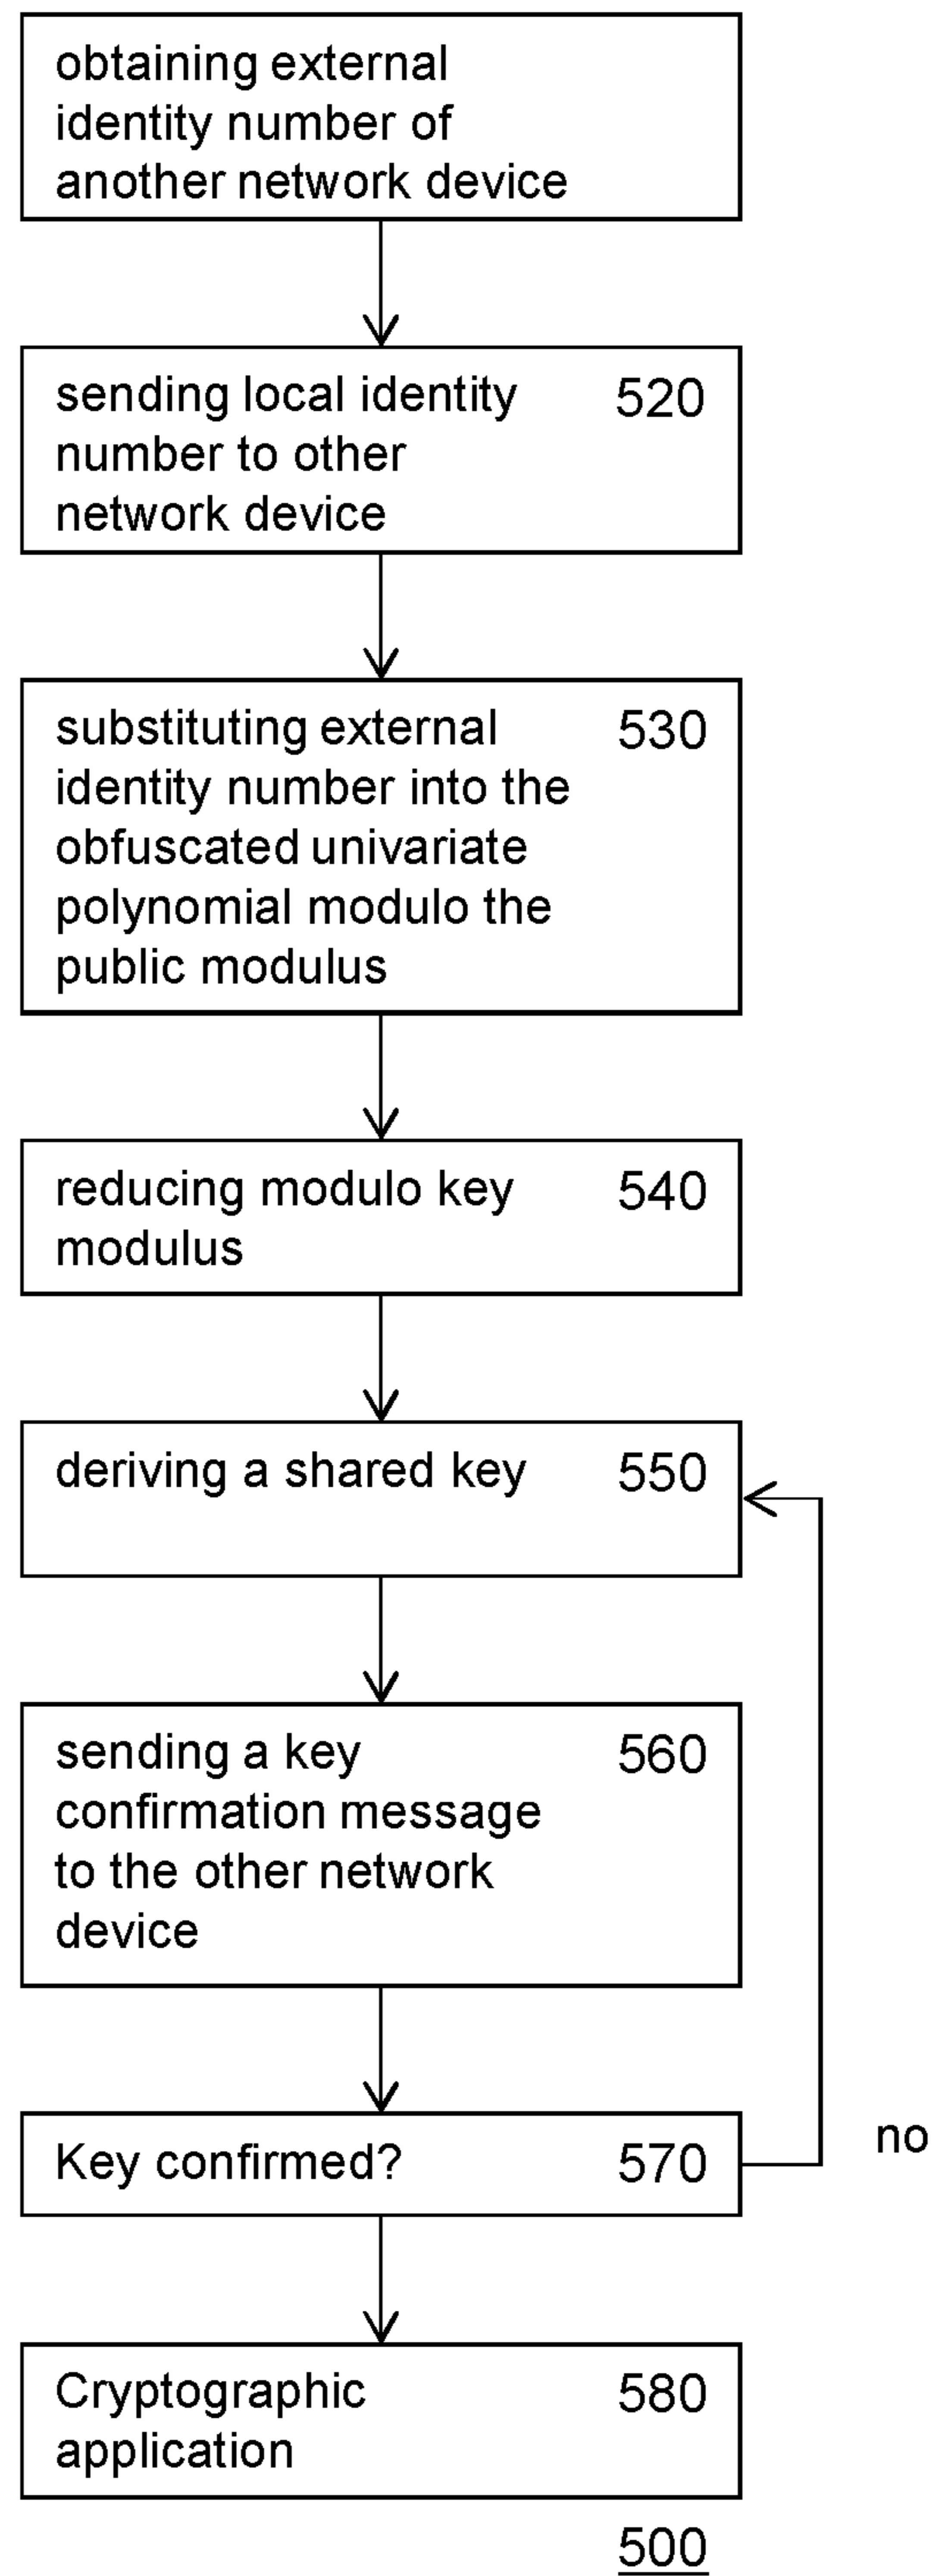 obtaining external
identity number of
another network device
sending local identity 520
number to other
network device
substituting external 530
identity number into the
obfuscated univariate
polynomial modulo the
public modulus
reducing modulo key 540
modulus
deriving a shared key 550
sending a key 560
confirmation message
to the other network
device
no
Key confirmed? 570
Cryptographic 580
application
500